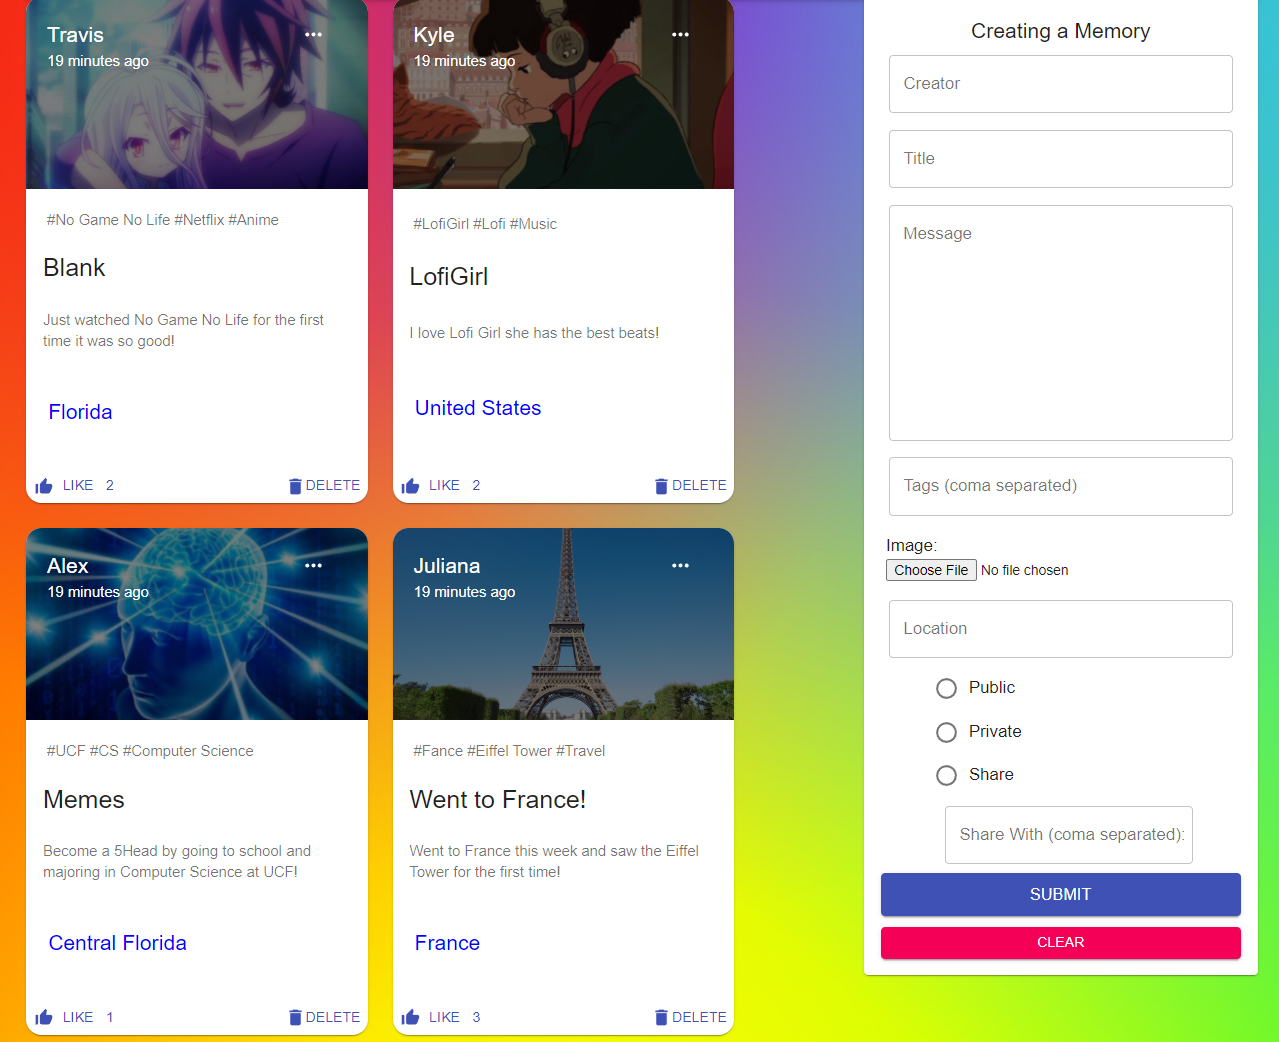 Travis
19 minutes ago
#No Game No Life #Netflix #Anime
Blank
Just watched No Game No Life for the first
time it was so good!
Florida
LIKE 2
DELETE
Kyle
19 minutes ago
#LofiGirl #Lofi #Music
LofiGirl
I love Lofi Girl she has the best beats!
United States
LIKE 2
DELETE
Alex
19 minutes ago
#UCF #CS #Computer Science
Memes
Become a 5Head by going to school and
majoring in Computer Science at UCF!
Central Florida
LIKE 1
DELETE
Juliana
19 minutes ago
#Fance #Eiffel Tower #Travel
Went to France!
Went to France this week and saw the Eiffel
Tower for the first time!
France
LIKE 3
DELETE
Creating a Memory
Creator
Title
Message
Tags (coma separated)
Image:
Choose File No file chosen
Location
Public
Private
Share
Share With (coma separated):
SUBMIT
CLEAR